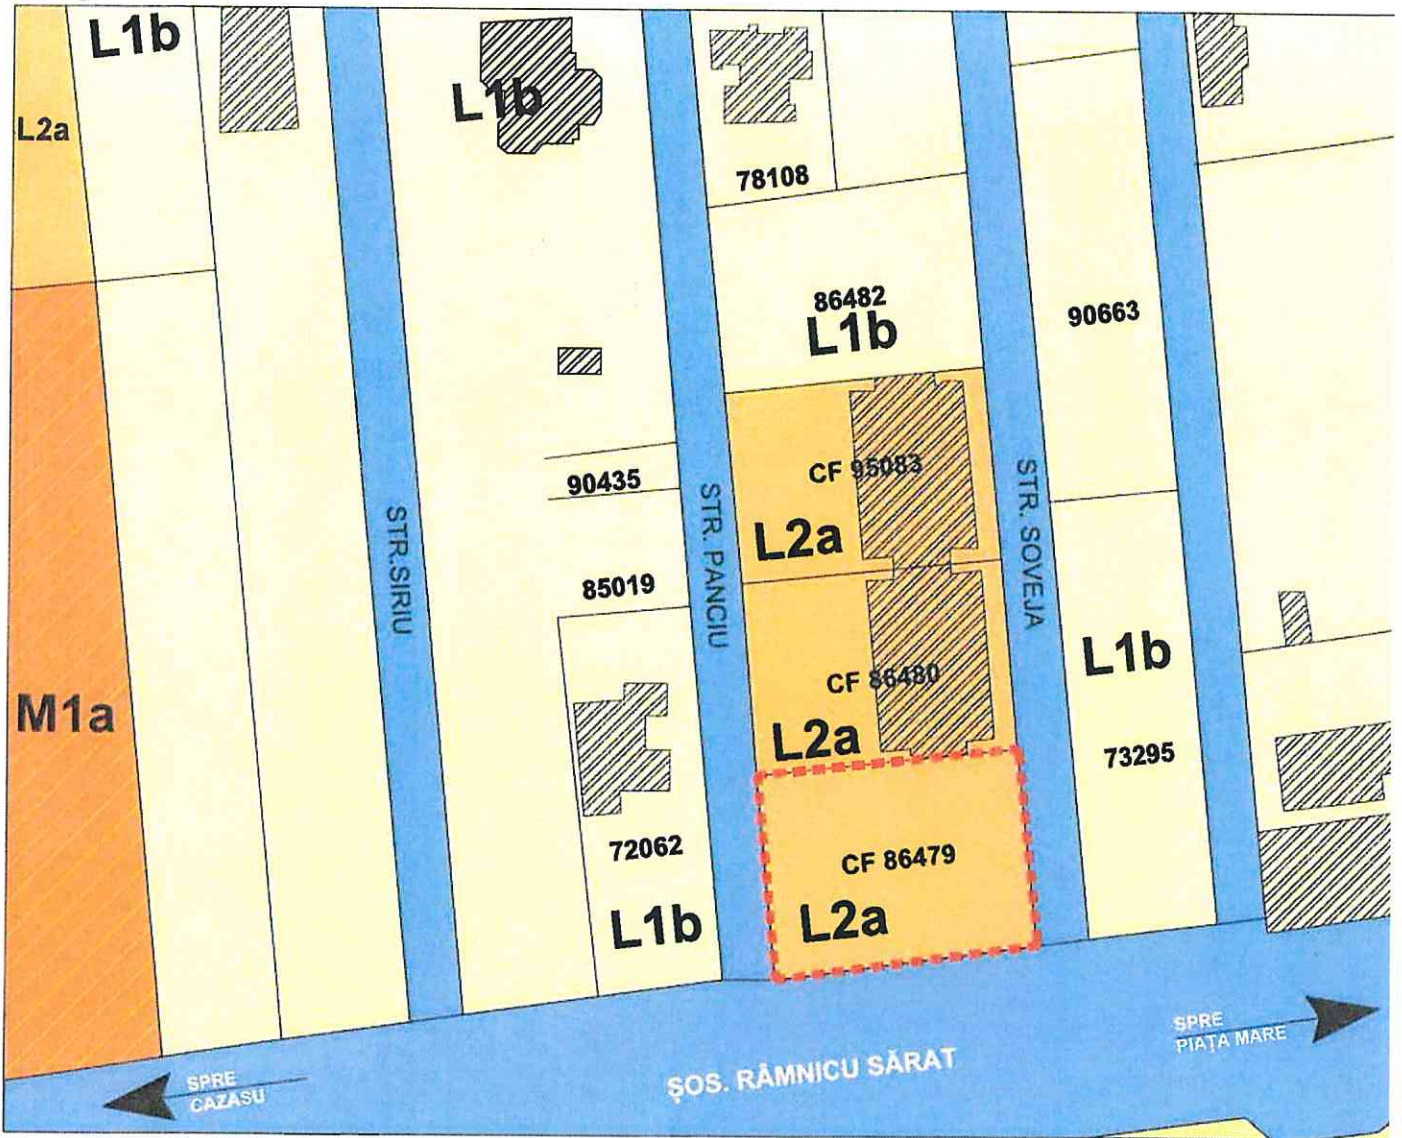 L1b
L2a
L1b
78108
86482
L1b
90663
CF 95083
90435
L2a
STR.SIRIU
STR. PANCIU
STR. SOVEJA
85019
L1b
CF 86480
M1a
L2a
73295
72062
CF 86479
L1b
L2a
SPRE
PIAȚA MARE
ȘOS. RÂMNICU SĂRAT
SPRE
CAZASU